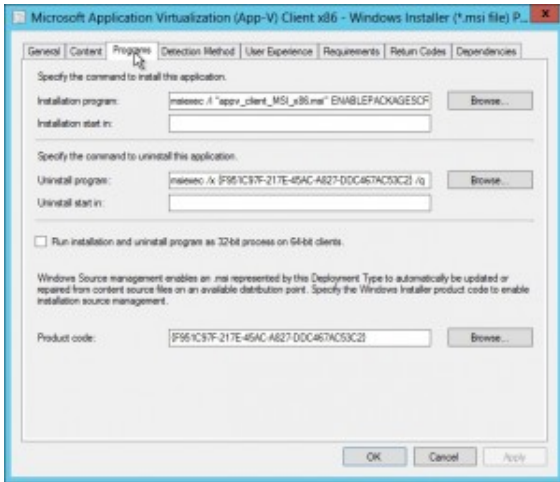 Microsoft Application Virtualization (App-V) Client x86 - Windows Installer (*.msi file) P...
General Content Programs Detection Method User Experience Requirements Return Codes Dependencies
Specify the command to install this application.
Installation program: msiexec /i "appv_client_MSI_x86.msi" ENABLEPACKAGESCR Browse...
Installation start in:
Specify the command to uninstall this application.
Uninstall program: msiexec /x {F951C97F-217E-45AC-A827-DDC467AC53C2} /q Browse...
Uninstall start in:
Run installation and uninstall program as 32-bit process on 64-bit clients.
Windows Source management enables an .msi represented by this Deployment Type to automatically be updated or
repaired from content source files on an available distribution point. Specify the Windows Installer product code to enable
installation source management.
Product code: {F951C97F-217E-45AC-A827-DDC467AC53C2} Browse...
OK Cancel Apply